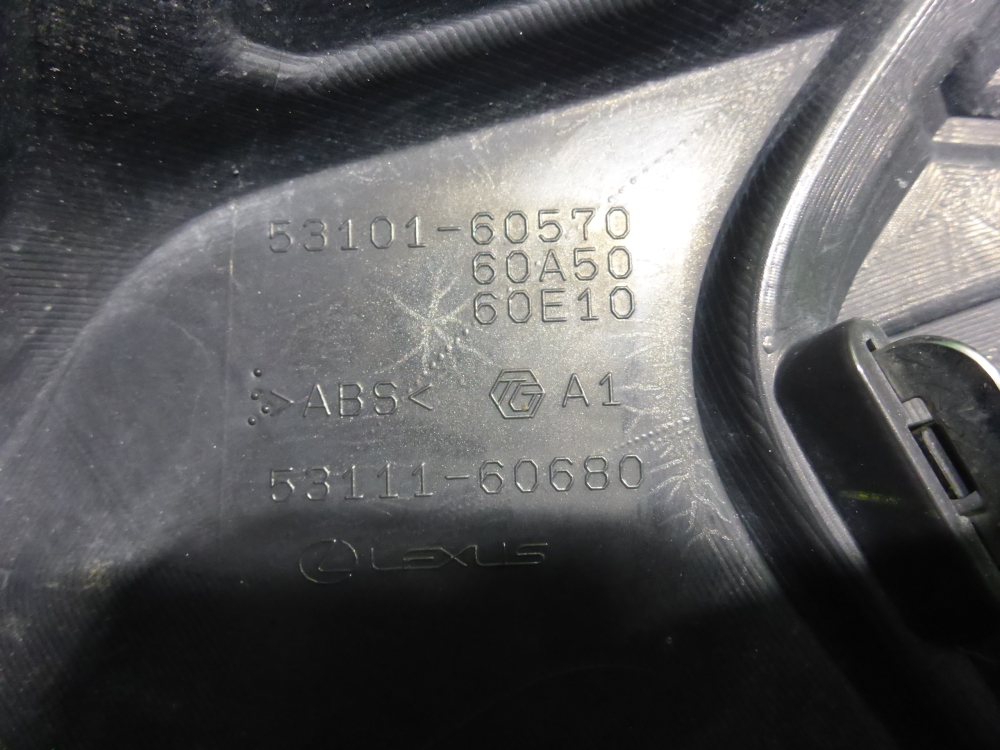 53101-60570
60A50
60E10
>ABS< TG A1
53111-60680
LEXUS